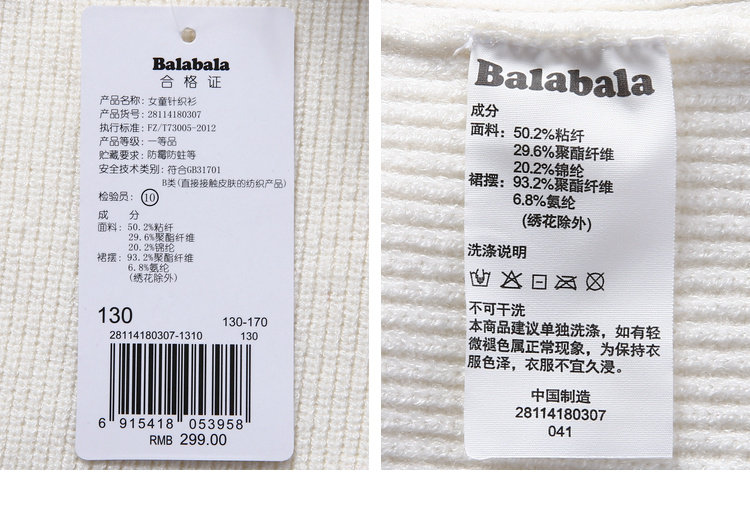 Balabala
合格证
产品名称: 女童针织衫
产品货号: 28114180307
执行标准: FZ/T73005-2012
产品等级: 一等品
贮藏要求: 防霉防蛀等
安全技术类别: 符合GB31701
B类(直接接触皮肤的纺织产品)
检验员: 10
成 分
面料: 50.2%粘纤
29.6%聚酯纤维
20.2%锦纶
裙摆: 93.2%聚酯纤维
6.8%氨纶
(绣花除外)
130 130-170
28114180307-1310 130
6 915418 053958
RMB 299.00
Balabala
成分
面料: 50.2%粘纤
29.6%聚酯纤维
20.2%锦纶
裙摆: 93.2%聚酯纤维
6.8%氨纶
(绣花除外)
洗涤说明
不可干洗
本商品建议单独洗涤, 如有轻
微褪色属正常现象, 为保持衣
服色泽, 衣服不宜久浸。
中国制造
28114180307
041